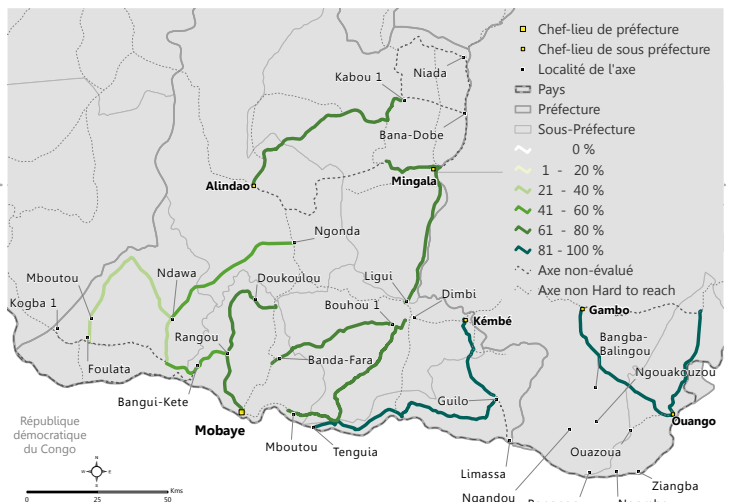 Chef-lieu de préfecture
Chef-lieu de sous préfecture
Localité de l'axe
Pays
Préfecture
Sous-Préfecture
0 %
1 - 20 %
21 - 40 %
41 - 60 %
61 - 80 %
81 - 100 %
Axe non-évalué
Axe non Hard to reach
Niada
Kabou 1
Bana-Dobe
Alindao
Mingala
Ngonda
Mboutou
Ndawa
Doukoulou
Ligui
Kogba 1
Bouhou 1
Dimbi
Kémbé
Gambo
Rangou
Bangba-
Balingou
Foulata
Banda-Fara
Ngouakouzou
Bangui-Kete
Guilo
Mobaye
Ouango
République
démocratique
du Congo
Mboutou
Tenguia
Ouazoua
Limassa
Ziangba
Ngandou
N
W
E
S
Kms
0
25
50